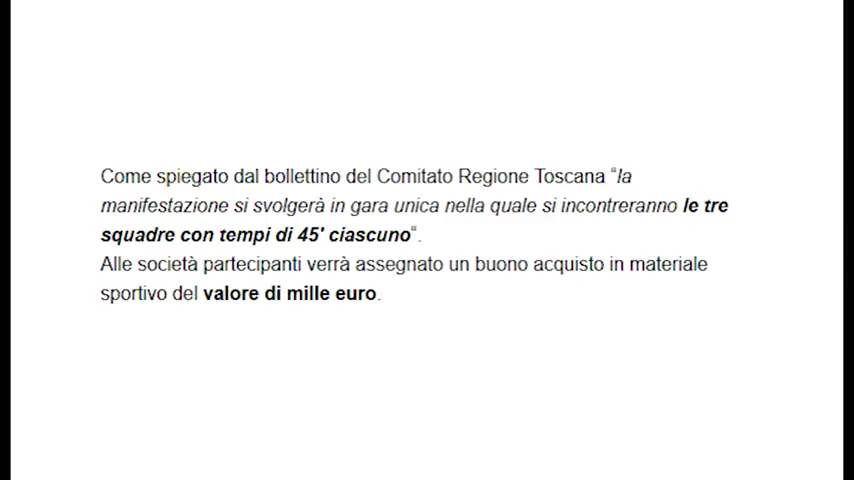 Come spiegato dal bollettino del Comitato Regione Toscana “la
manifestazione si svolgerà in gara unica nella quale si incontreranno le tre
squadre con tempi di 45' ciascuno“.
Alle società partecipanti verrà assegnato un buono acquisto in materiale
sportivo del valore di mille euro.